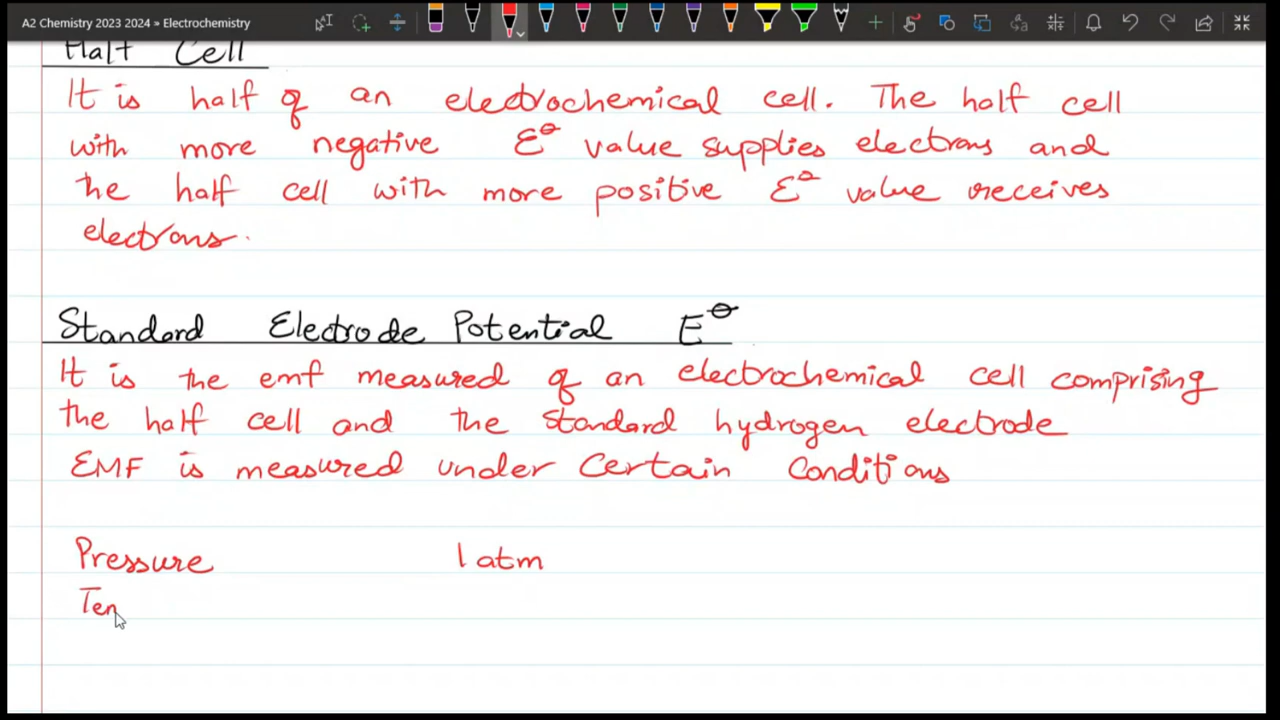 A2 Chemistry 2023 2024 » Electrochemistry
Half Cell
It is half of an electrochemical cell. The half cell
with more negative E⊖ value supplies electrons and
the half cell with more positive E⊖ value receives
electrons.
Standard Electrode Potential E⊖
It is the emf measured of an electrochemical cell comprising
the half cell and the standard hydrogen electrode
EMF is measured under Certain Conditions
Pressure 1 atm
Tem